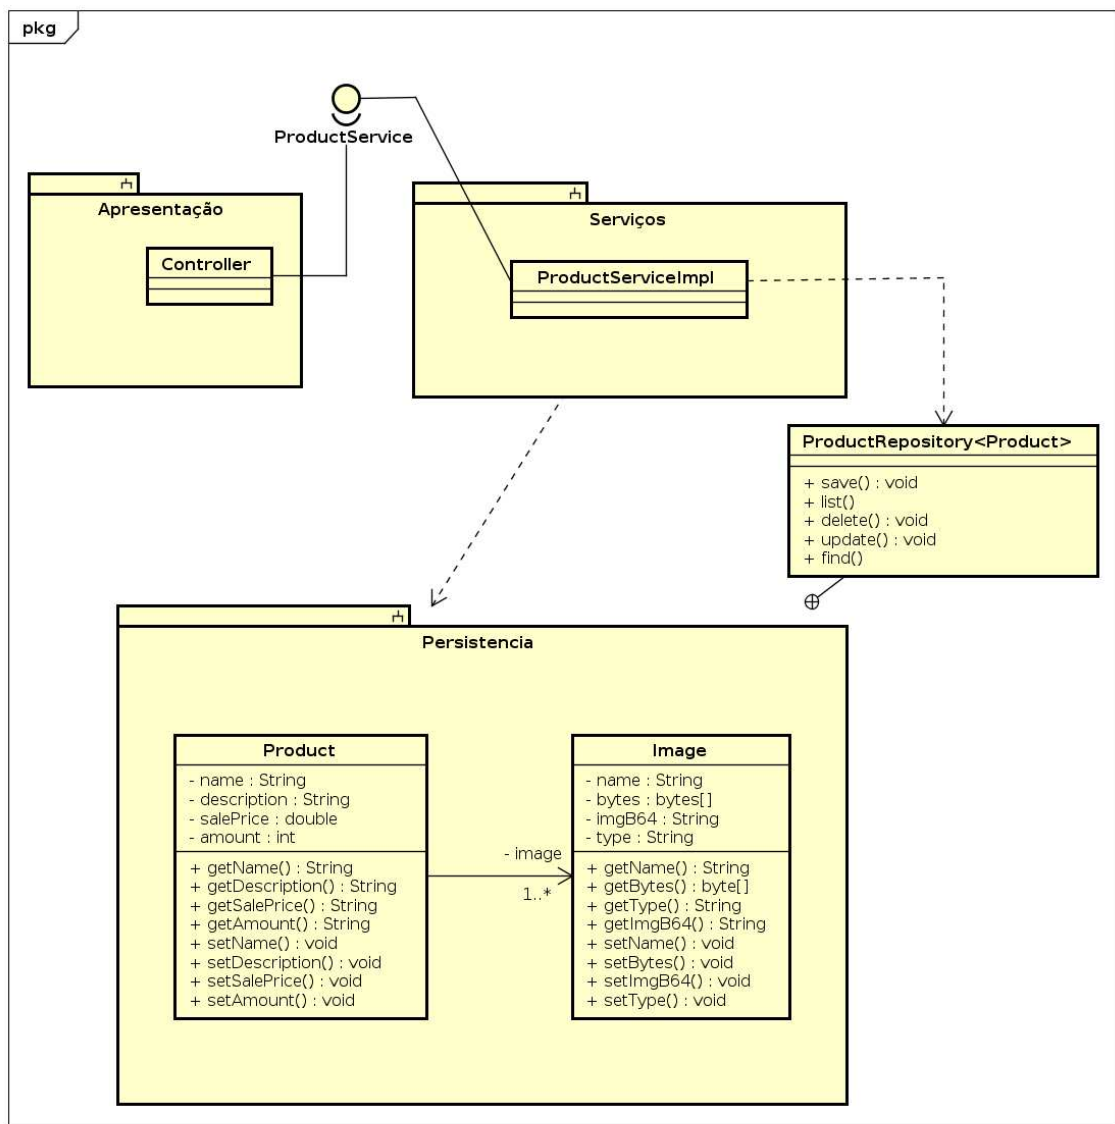 pkg
ProductService
Apresentação
Controller
Serviços
ProductServiceImpl
ProductRepository<Product>
+ save() : void
+ list()
+ delete() : void
+ update() : void
+ find()
Persistencia
Product
- name : String
- description : String
- salePrice : double
- amount : int
+ getName() : String
+ getDescription() : String
+ getSalePrice() : String
+ getAmount() : String
+ setName() : void
+ setDescription() : void
+ setSalePrice() : void
+ setAmount() : void
- image
1..*
Image
- name : String
- bytes : bytes[]
- imgB64 : String
- type : String
+ getName() : String
+ getBytes() : byte[]
+ getType() : String
+ getImgB64() : String
+ setName() : void
+ setBytes() : void
+ setImgB64() : void
+ setType() : void